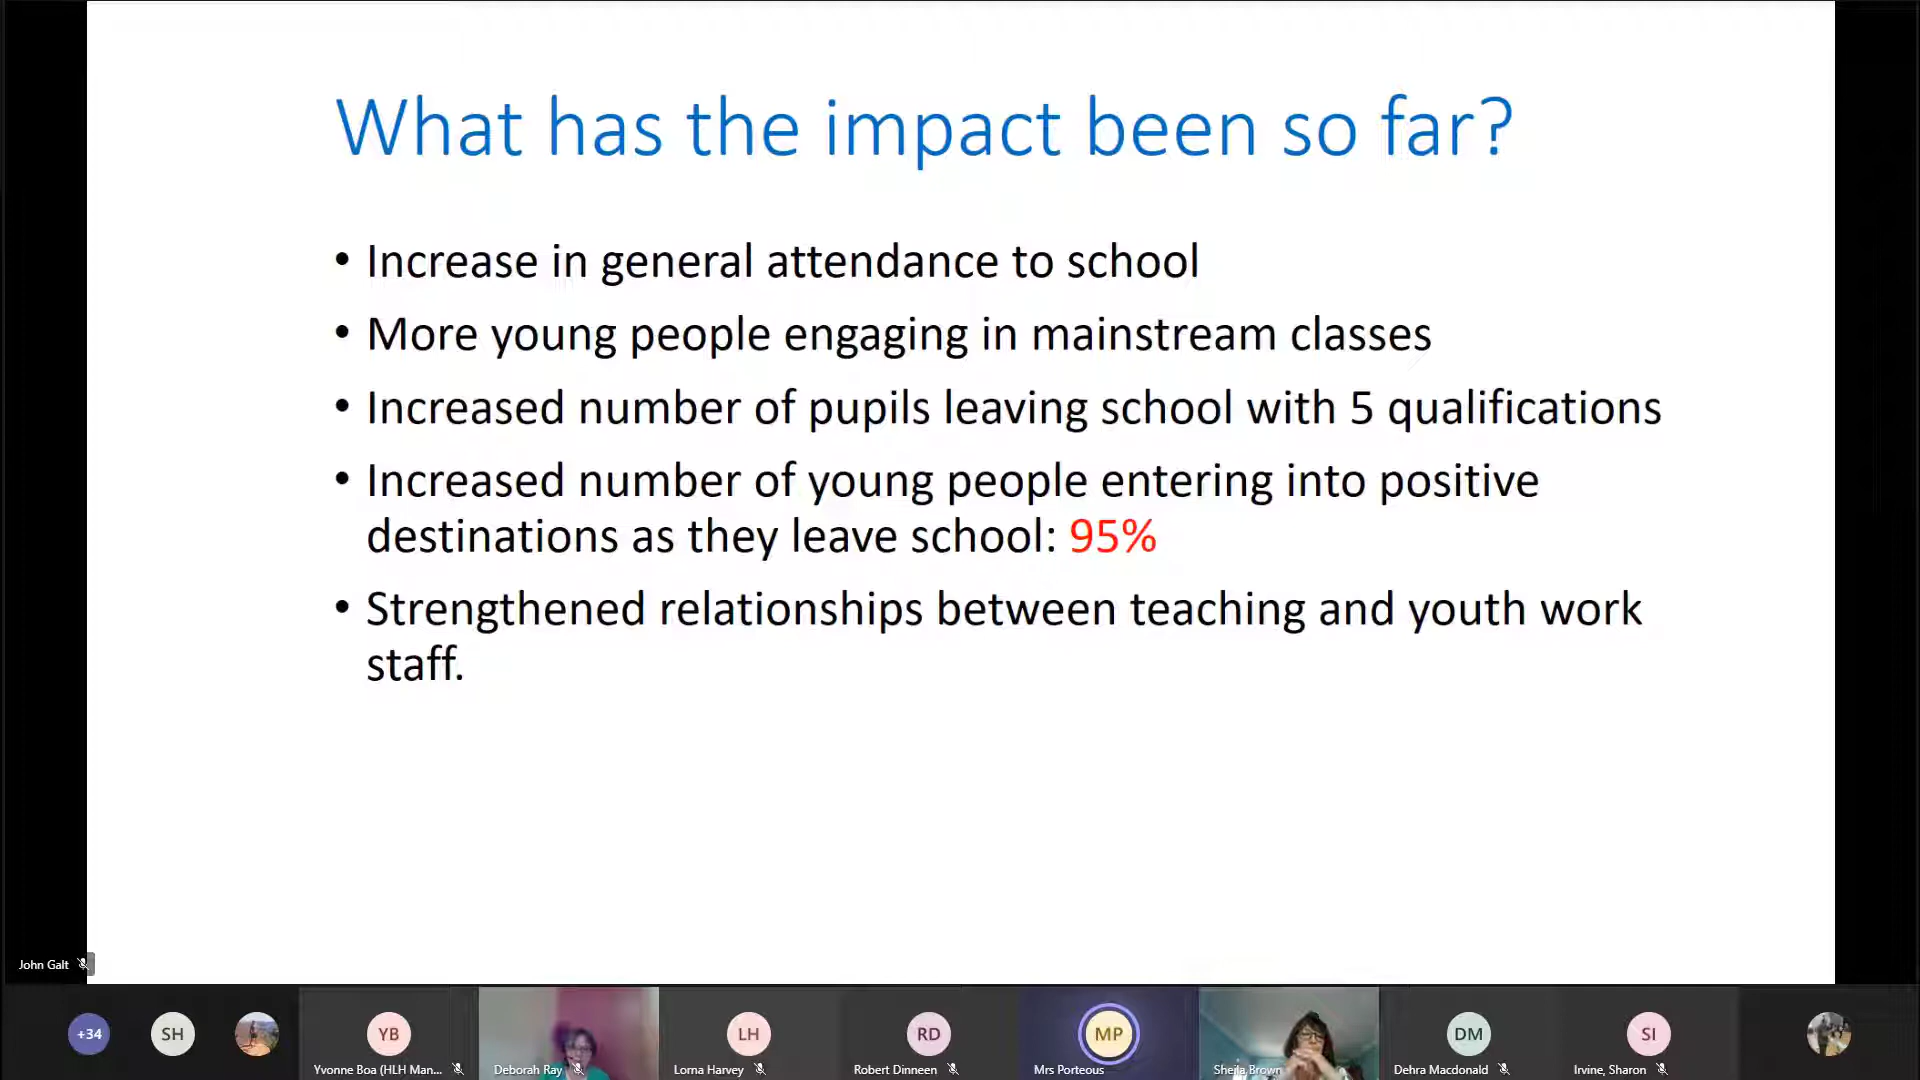 What has the impact been so far?
• Increase in general attendance to school
• More young people engaging in mainstream classes
• Increased number of pupils leaving school with 5 qualifications
• Increased number of young people entering into positive
destinations as they leave school: 95%
• Strengthened relationships between teaching and youth work
staff.
John Galt
+34
SH
YB
LH
RD
MP
DM
SI
Yvonne Boa (HLH Man...
Deborah Ray
Lorna Harvey
Robert Dinneen
Mrs Porteous
Sheila Brown
Dehra Macdonald
Irvine, Sharon